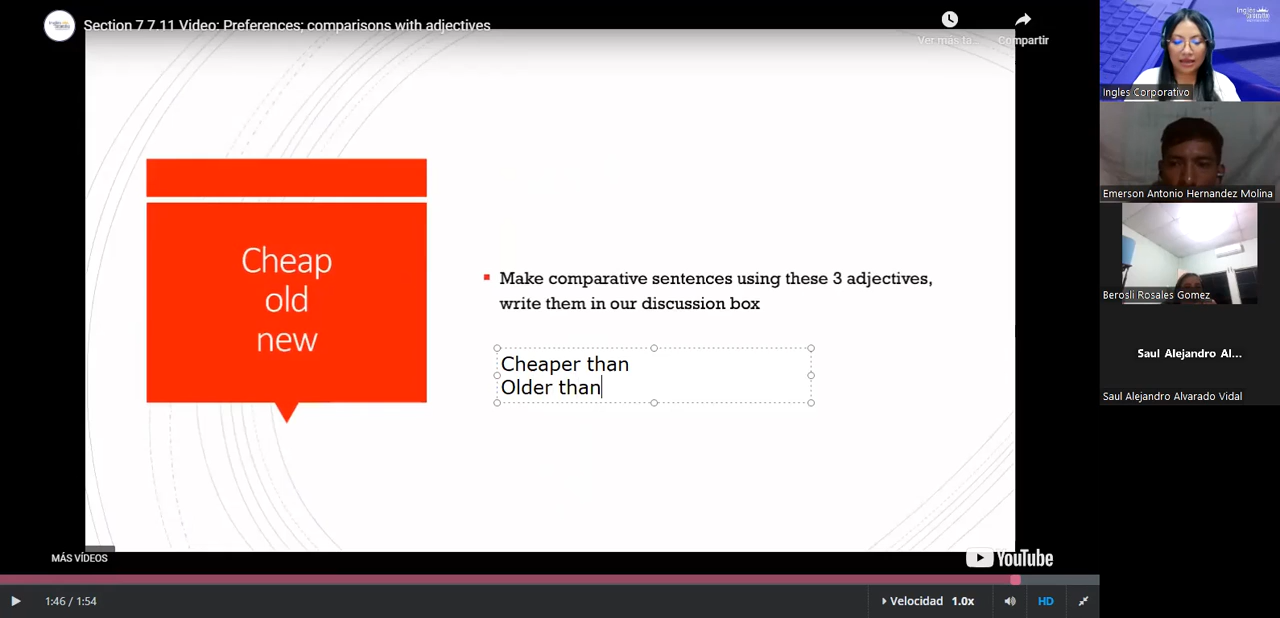 Section 7 7.11 Video: Preferences; comparisons with adjectives
Ver más ta...
Compartir
Cheap
old
new
Make comparative sentences using these 3 adjectives,
write them in our discussion box
Cheaper than
Older than
MÁS VÍDEOS
YouTube
1:46 / 1:54
Velocidad 1.0x
HD
Ingles Corporativo
Emerson Antonio Hernandez Molina
Berosli Rosales Gomez
Saul Alejandro Al...
Saul Alejandro Alvarado Vidal